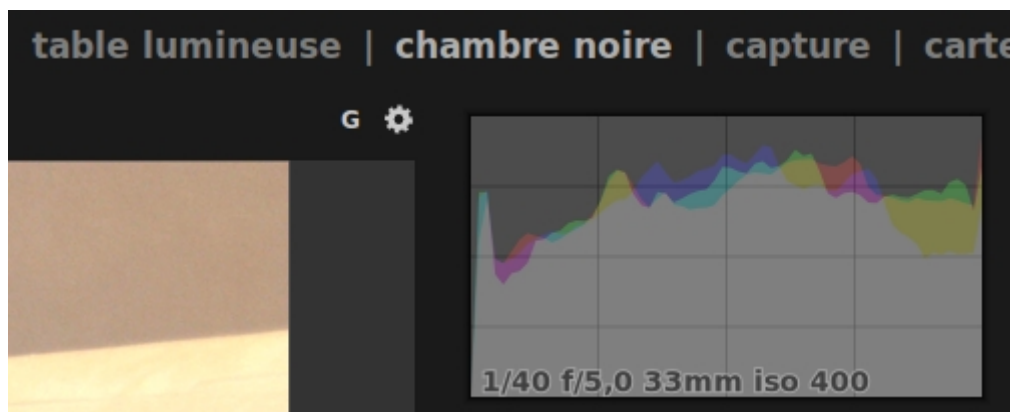 table lumineuse | chambre noire | capture | carte
G
1/40 f/5,0 33mm iso 400